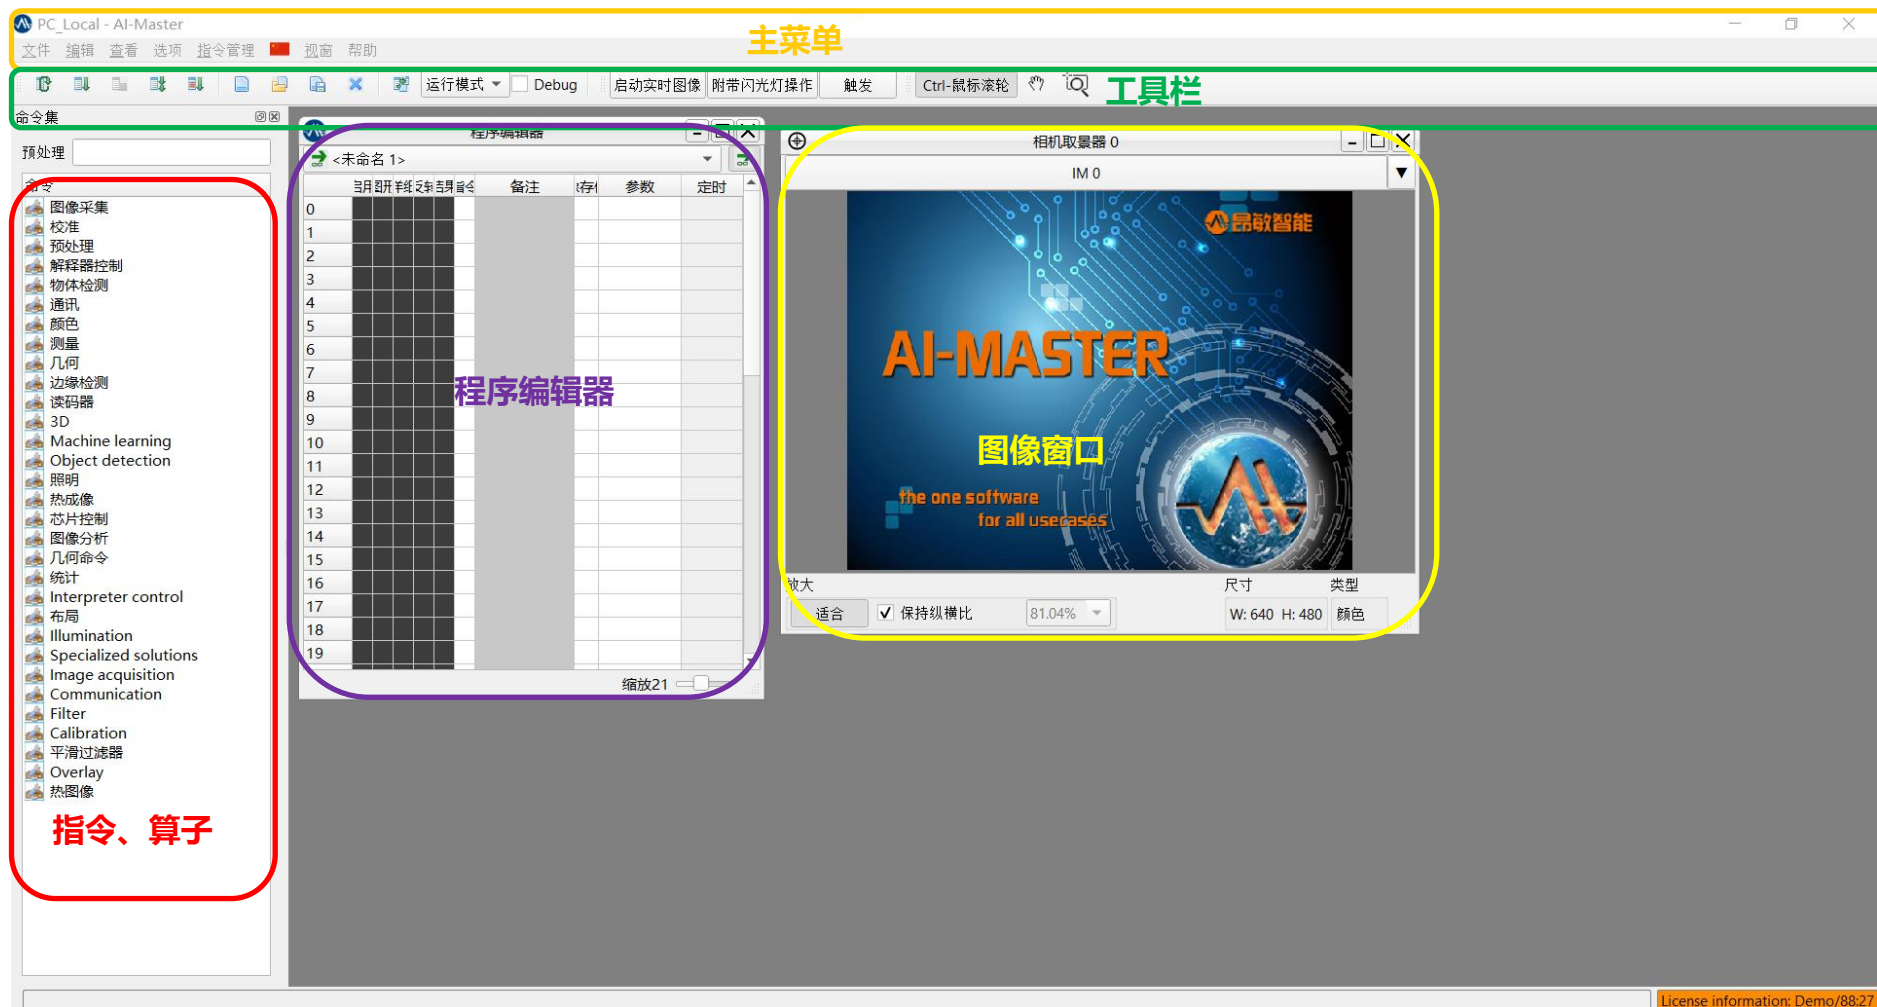 PC_Local - AI-Master
文件 编辑 查看 选项 指令管理 视窗 帮助
主菜单
运行模式 Debug 启动实时图像 附带闪光灯操作 触发 Ctrl-鼠标滚轮
工具栏
命令集
预处理
命令
图像采集
校准
预处理
解释器控制
物体检测
通讯
颜色
测量
几何
边缘检测
读码器
3D
Machine learning
Object detection
照明
热成像
芯片控制
图像分析
几何命令
统计
Interpreter control
布局
Illumination
Specialized solutions
Image acquisition
Communication
Filter
Calibration
平滑过滤器
Overlay
热图像
指令、算子
程序编辑器
<未命名 1>
备注 参数 定时
0
1
2
3
4
5
6
7
8
9
10
11
12
13
14
15
16
17
18
19
程序编辑器
缩放21
相机取景器 0
IM 0
昂敏智能
AI-MASTER
图像窗口
the one software
for all usecases
放大 尺寸 类型
适合 保持纵横比 81.04% W: 640 H: 480 颜色
License information: Demo/88:27